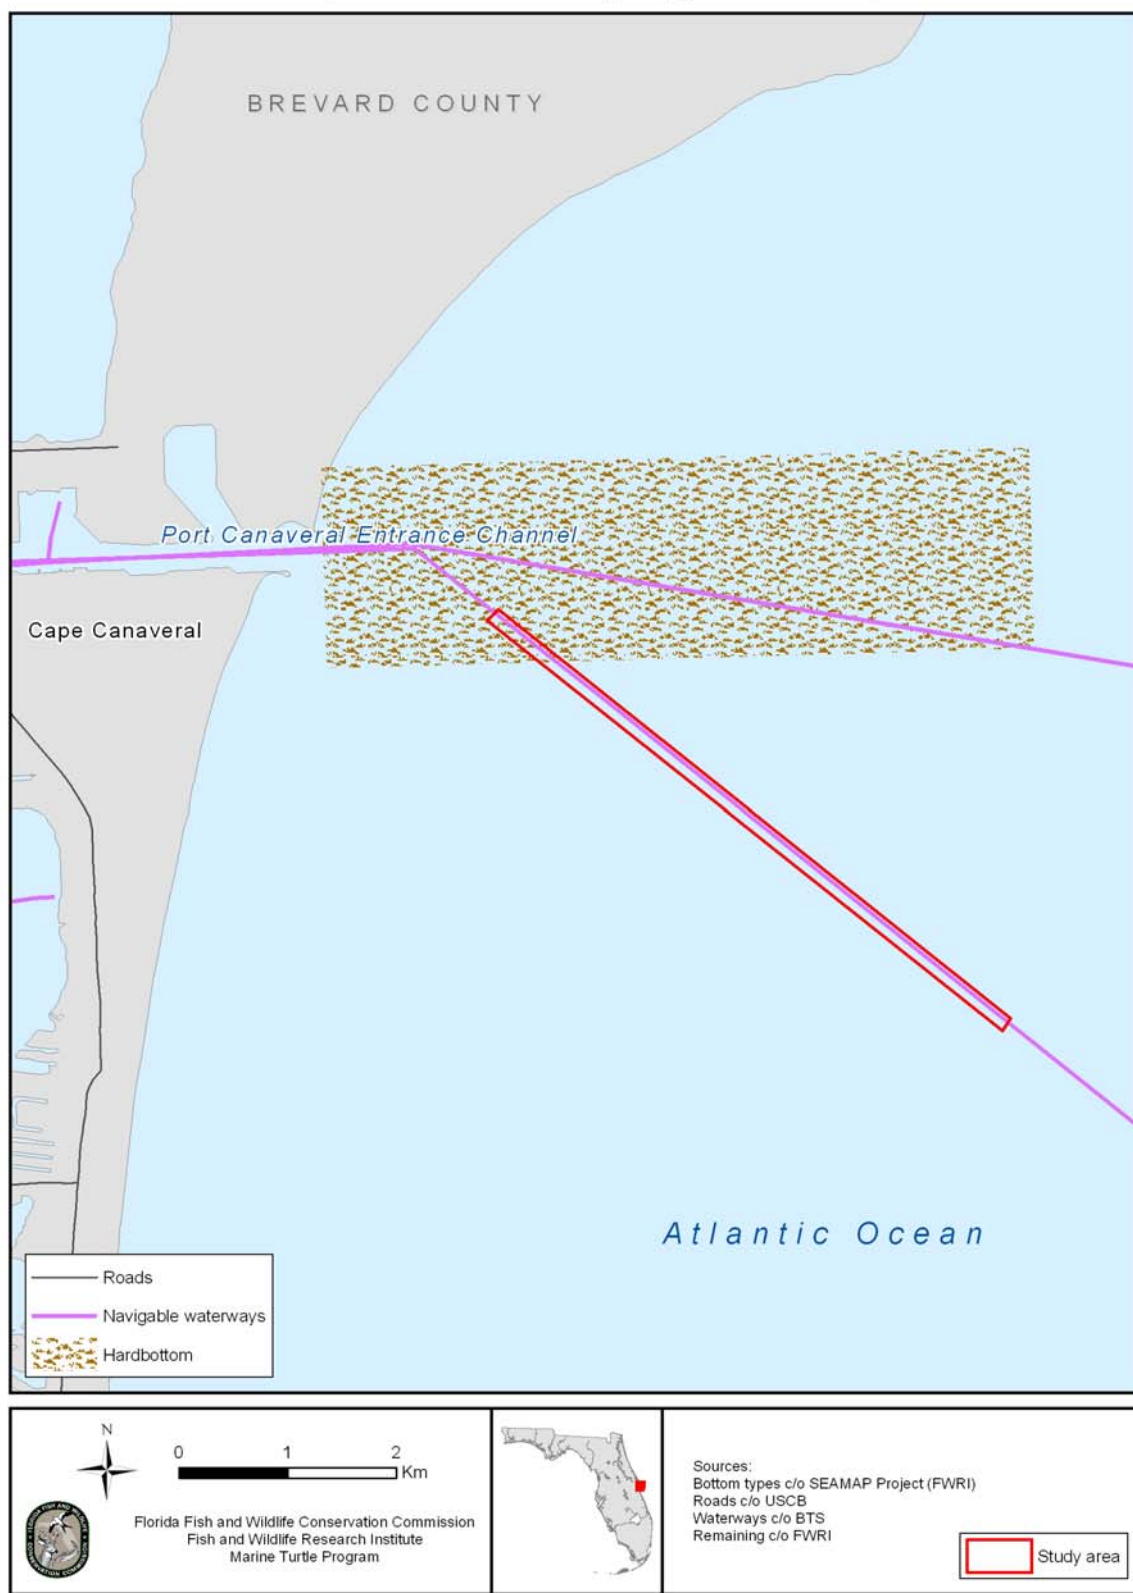 BREVARD COUNTY
Port Canaveral Entrance Channel
Cape Canaveral
Atlantic Ocean
Roads
Navigable waterways
Hardbottom
N
0 1 2
Km
Florida Fish and Wildlife Conservation Commission
Fish and Wildlife Research Institute
Marine Turtle Program
Sources:
Bottom types c/o SEAMAP Project (FWRI)
Roads c/o USCB
Waterways c/o BTS
Remaining c/o FWRI
Study area